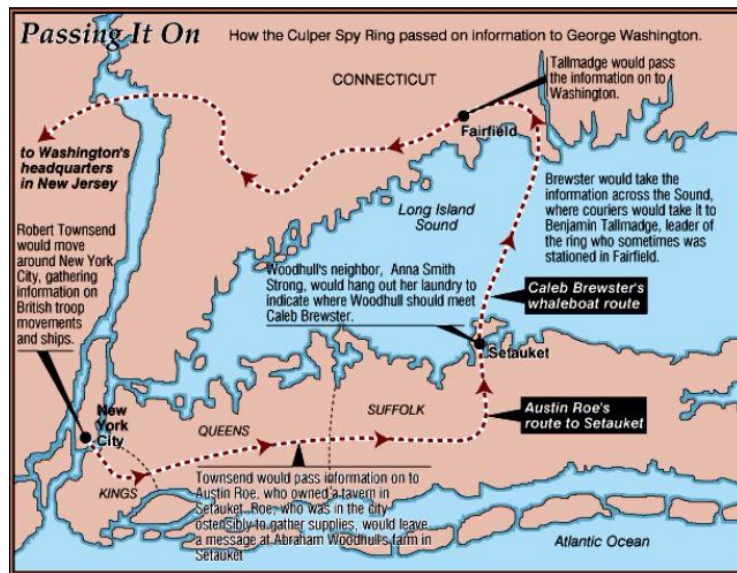 Passing It On
How the Culper Spy Ring passed on information to George Washington.
CONNECTICUT
Tallmadge would pass
the information on to
Washington.
Fairfield
to Washington's
headquarters
in New Jersey
Brewster would take the
information across the Sound,
where couriers would take it to
Benjamin Tallmadge, leader of
the ring who sometimes was
stationed in Fairfield.
Long Island
Sound
Robert Townsend
would move
around New York
City, gathering
information on
British troop
movements
and ships.
Woodhull's neighbor, Anna Smith
Strong, would hang out her laundry to
indicate where Woodhull should meet
Caleb Brewster.
Caleb Brewster's
whaleboat route
Setauket
New
York
City
QUEENS
SUFFOLK
Austin Roe's
route to Setauket
KINGS
Townsend would pass information on to
Austin Roe, who owned a tavern in
Setauket. Roe, who was in the city
ostensibly to gather supplies, would leave
a message at Abraham Woodhull's farm in
Setauket
Atlantic Ocean